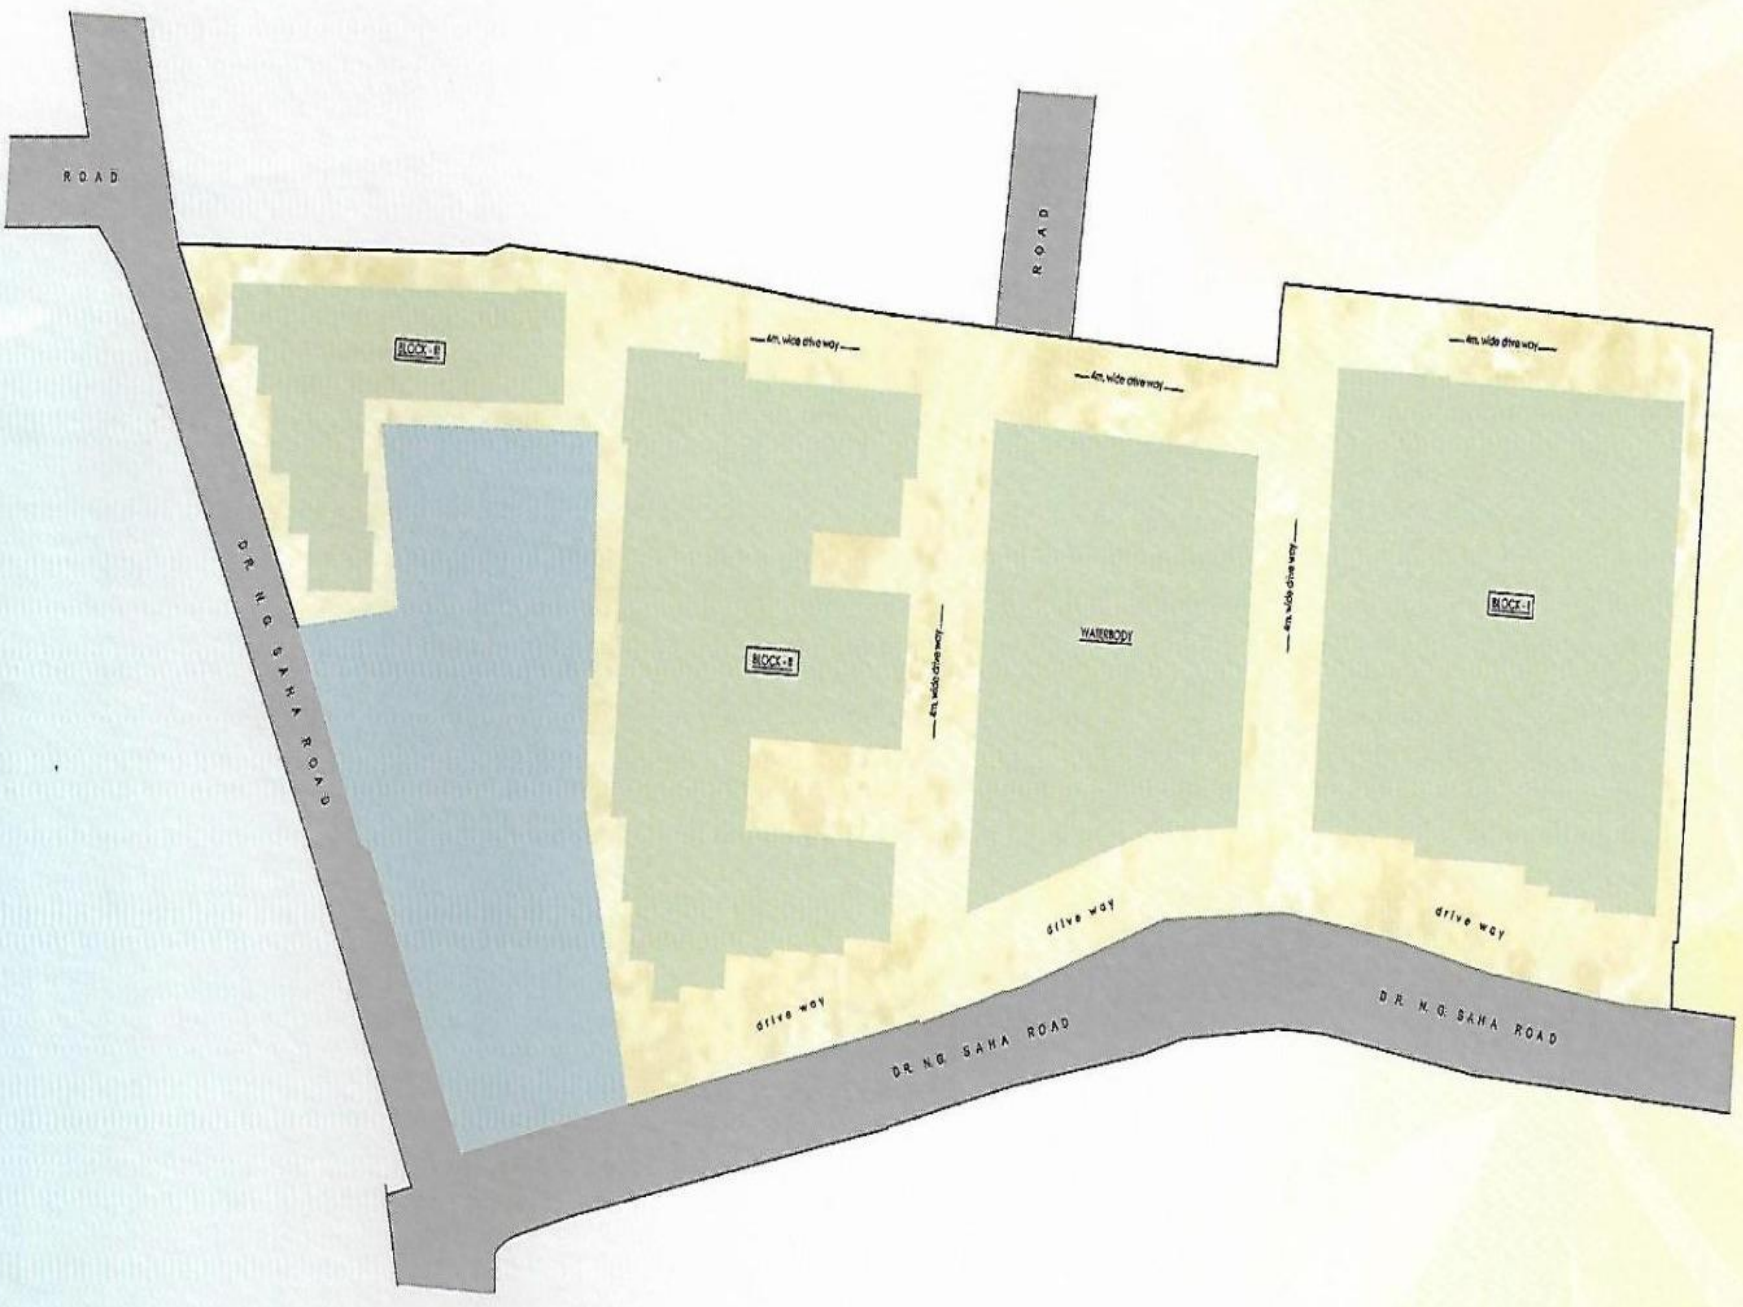 ROAD
ROAD
BLOCK - III
4m. wide drive way
4m. wide drive way
4m. wide drive way
DR. N.G. SAHA ROAD
BLOCK - II
4m. wide drive way
WATERBODY
4m. wide drive way
BLOCK - I
drive way
drive way
drive way
DR. N.G. SAHA ROAD
DR. N.G. SAHA ROAD